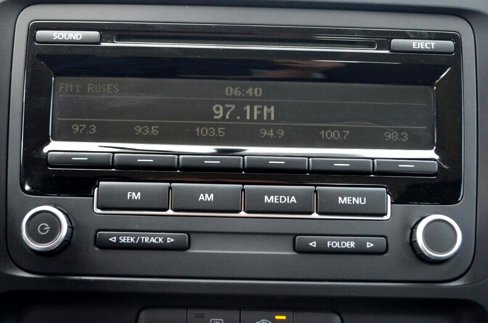 SOUND
EJECT
FM1 ROSES 06:40
97.1FM
97.3 93.5 103.5 94.9 100.7 98.3
FM AM MEDIA MENU
SEEK/TRACK
FOLDER